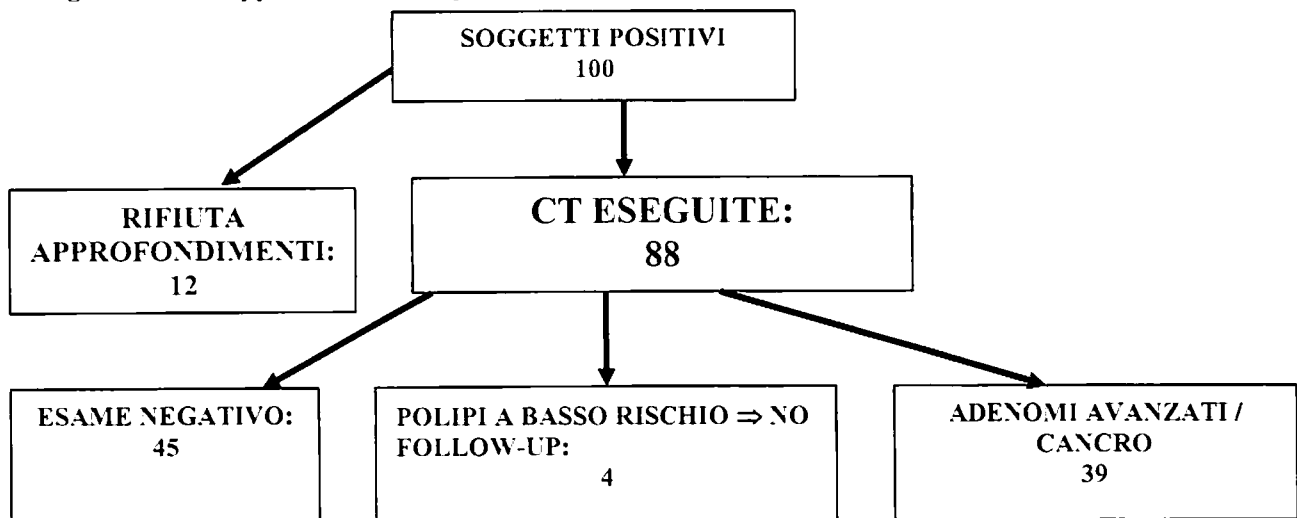 SOGGETTI POSITIVI
100
RIFIUTA
APPROFONDIMENTI:
12
CT ESEGUITE:
88
ESAME NEGATIVO:
45
POLIPI A BASSO RISCHIO ⇒ NO
FOLLOW-UP:
4
ADENOMI AVANZATI /
CANCRO
39